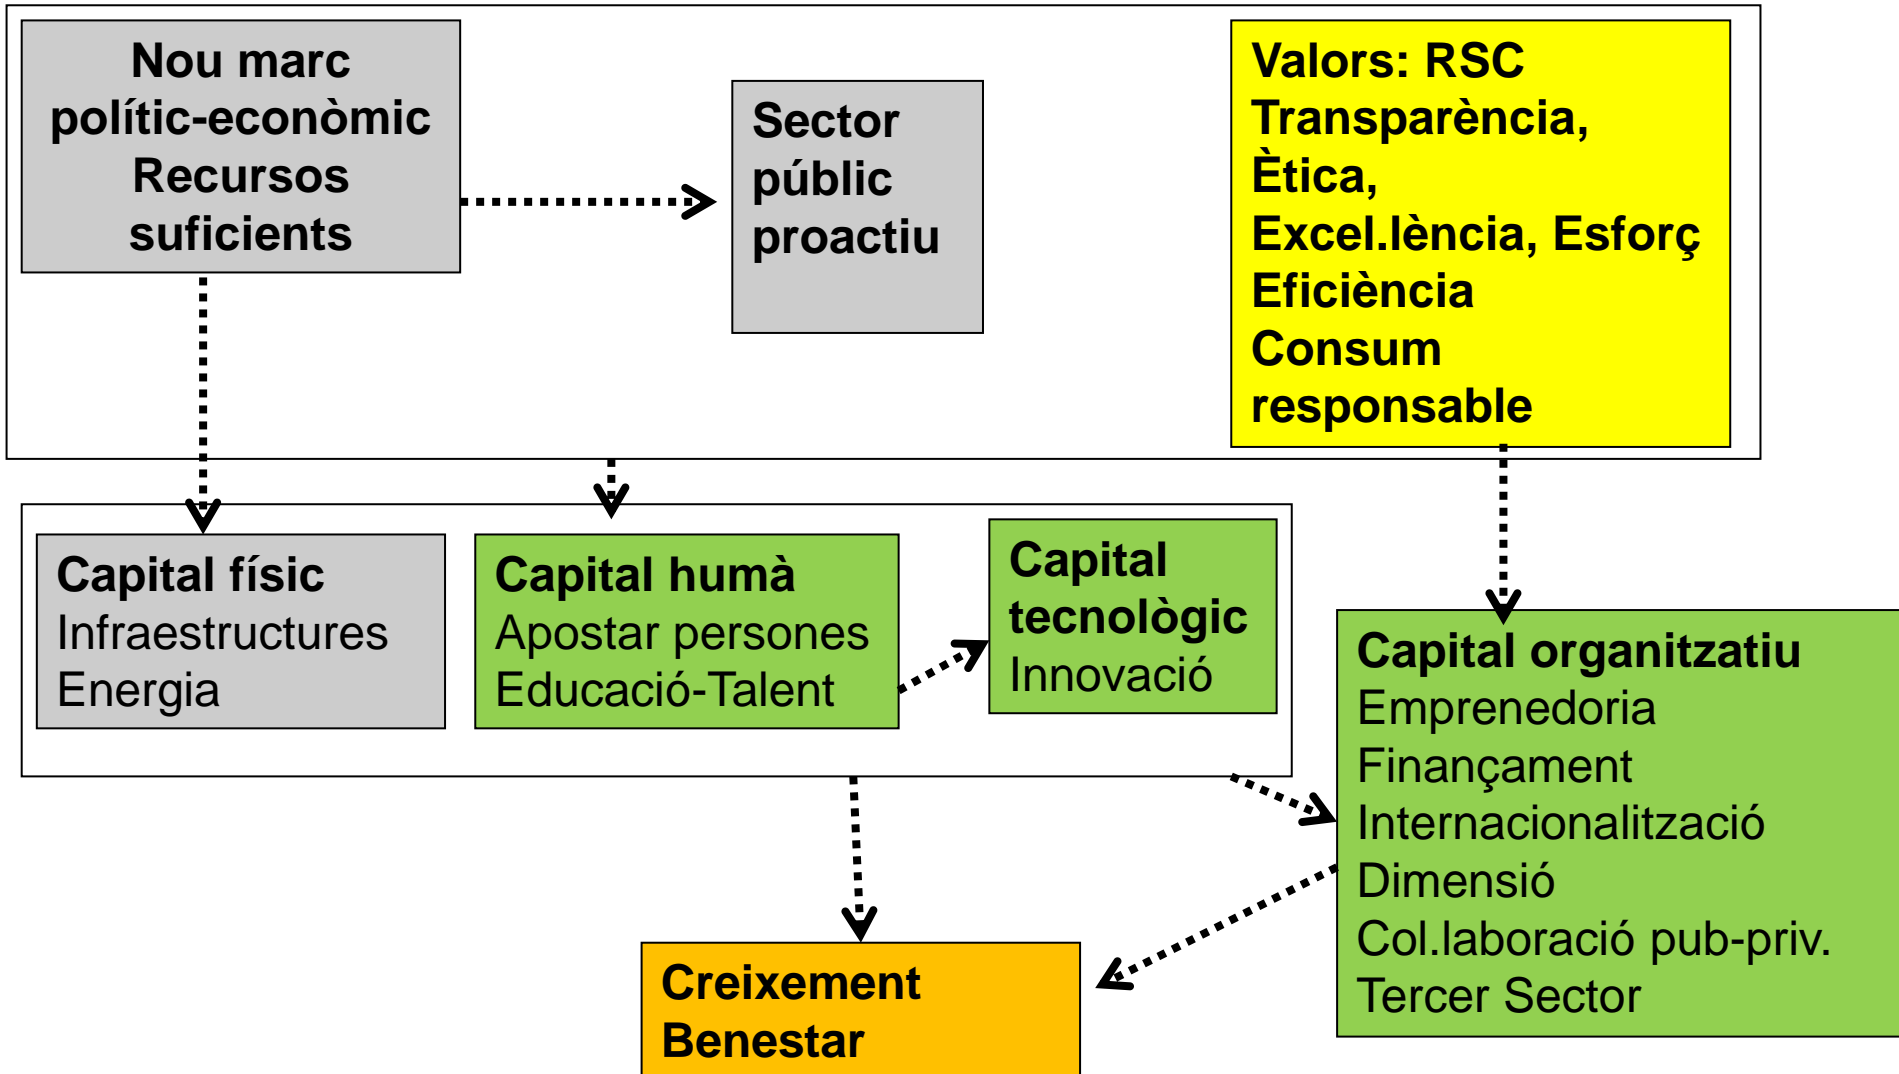 Nou marc
polític-econòmic
Recursos
suficients
Sector
públic
proactiu
Valors: RSC
Transparència,
Ètica,
Excel.lència, Esforç
Eficiència
Consum
responsable
Capital físic
Infraestructures
Energia
Capital humà
Apostar persones
Educació-Talent
Capital
tecnològic
Innovació
Capital organitzatiu
Emprenedoria
Finançament
Internacionalització
Dimensió
Col.laboració pub-priv.
Tercer Sector
Creixement
Benestar